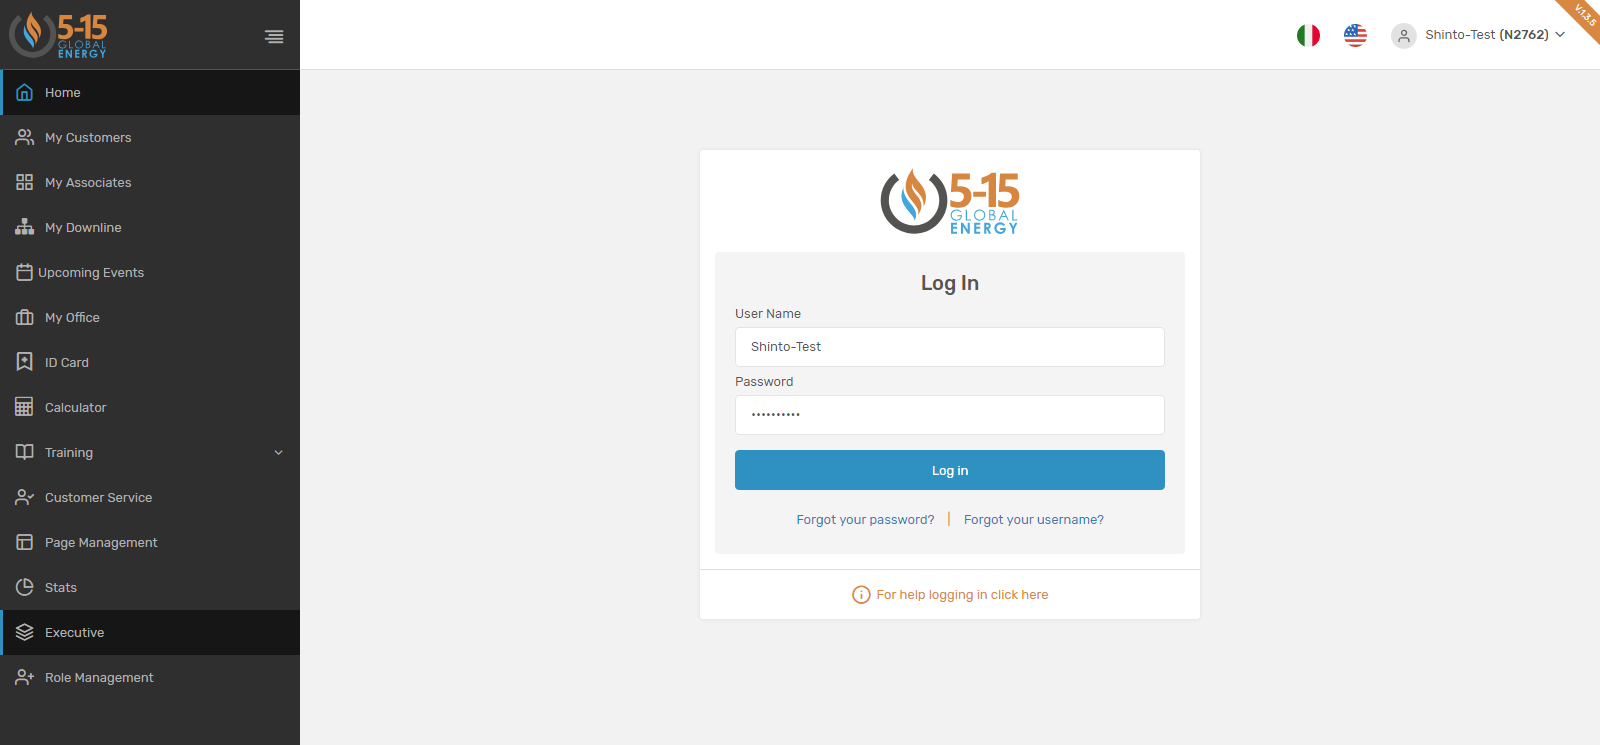 5-15
GLOBAL
ENERGY
Shinto-Test (N2762)
V.1.3.5
Home
My Customers
My Associates
My Downline
Upcoming Events
My Office
ID Card
Calculator
Training
Customer Service
Page Management
Stats
Executive
Role Management
5-15
GLOBAL
ENERGY
Log In
User Name
Shinto-Test
Password
••••••••••
Log in
Forgot your password? | Forgot your username?
For help logging in click here